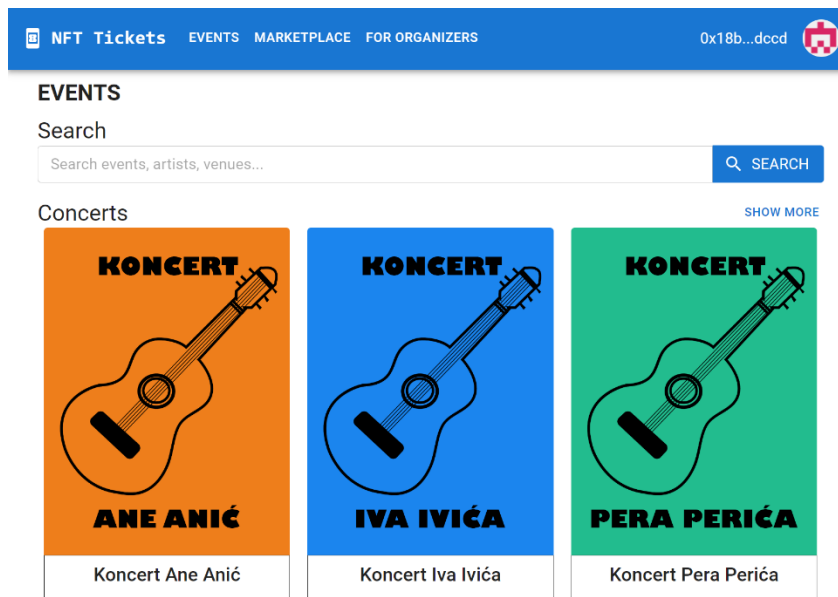 NFT Tickets EVENTS MARKETPLACE FOR ORGANIZERS 0x18b...dccd
EVENTS
Search
Search events, artists, venues...
SEARCH
Concerts
SHOW MORE
KONCERT
ANE ANIĆ
Koncert Ane Anić
KONCERT
IVA IVIĆA
Koncert Iva Ivića
KONCERT
PERA PERIĆA
Koncert Pera Perića